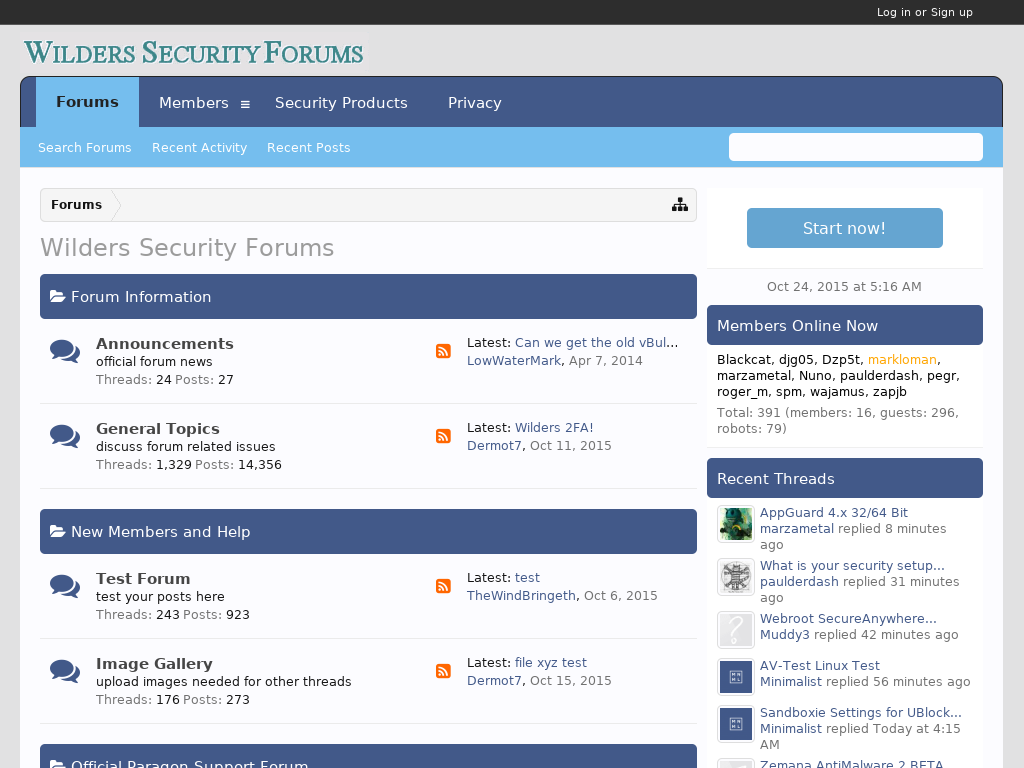 Log in or Sign up
WILDERS SECURITY FORUMS
Forums
Members
Security Products
Privacy
Search Forums
Recent Activity
Recent Posts
Forums
Wilders Security Forums
Forum Information
Announcements
official forum news
Threads: 24 Posts: 27
Latest: Can we get the old vBul...
LowWaterMark, Apr 7, 2014
General Topics
discuss forum related issues
Threads: 1,329 Posts: 14,356
Latest: Wilders 2FA!
Dermot7, Oct 11, 2015
New Members and Help
Test Forum
test your posts here
Threads: 243 Posts: 923
Latest: test
TheWindBringeth, Oct 6, 2015
Image Gallery
upload images needed for other threads
Threads: 176 Posts: 273
Latest: file xyz test
Dermot7, Oct 15, 2015
Official Paragon Support Forum
Start now!
Oct 24, 2015 at 5:16 AM
Members Online Now
Blackcat, djg05, Dzp5t, markloman,
marzametal, Nuno, paulderdash, pegr,
roger_m, spm, wajamus, zapjb
Total: 391 (members: 16, guests: 296,
robots: 79)
Recent Threads
AppGuard 4.x 32/64 Bit
marzametal replied 8 minutes
ago
What is your security setup...
paulderdash replied 31 minutes
ago
Webroot SecureAnywhere...
Muddy3 replied 42 minutes ago
AV-Test Linux Test
Minimalist replied 56 minutes ago
Sandboxie Settings for UBlock...
Minimalist replied Today at 4:15
AM
Zemana AntiMalware 2 BETA